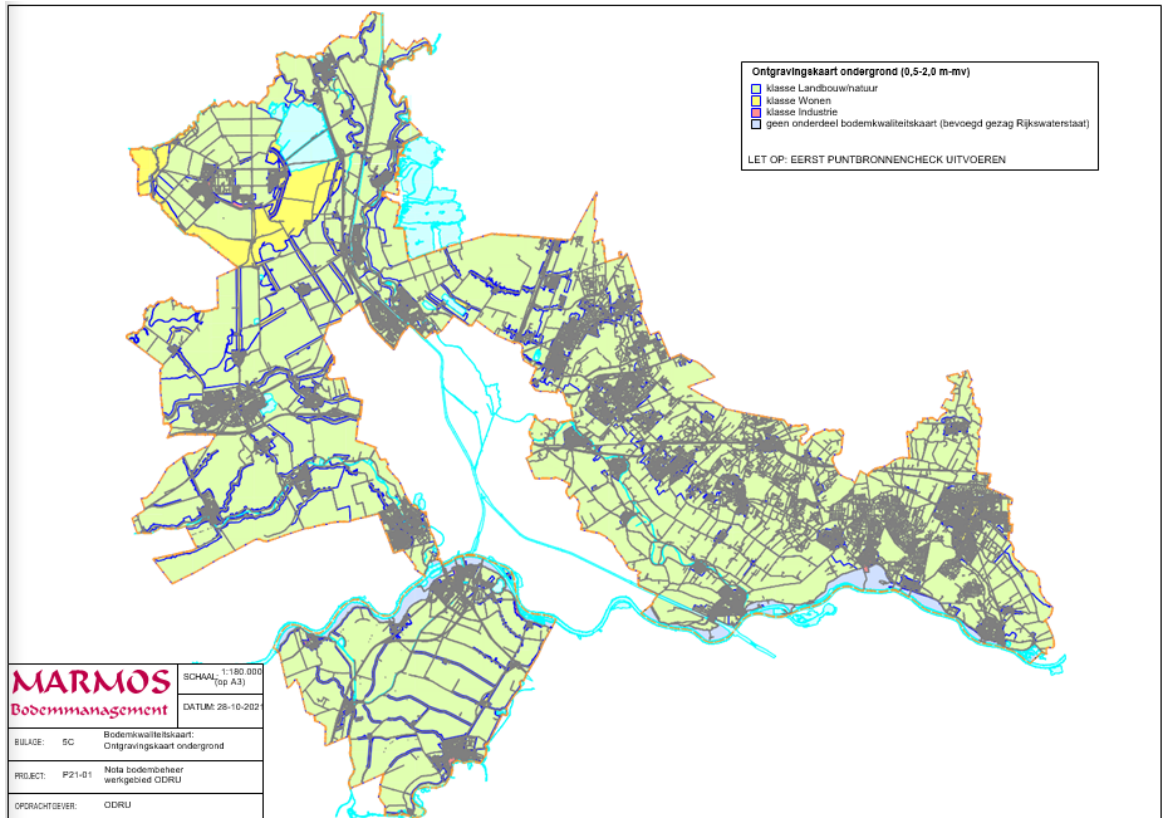 Ontgravingskaart ondergrond (0,5-2,0 m-mv)
klasse Landbouw/natuur
klasse Wonen
klasse Industrie
geen onderdeel bodemkwaliteitskaart (bevoegd gezag Rijkswaterstaat)
LET OP: EERST PUNTBRONNENCHECK UITVOEREN
MARMOS
Bodemmanagement
SCHAAL: 1:180.000
(op A3)
DATUM: 28-10-2021
BIJLAGE: 5C Bodemkwaliteitskaart:
Ontgravingskaart ondergrond
PROJECT: P21-01 Nota bodembeheer
werkgebied ODRU
OPDRACHTGEVER: ODRU